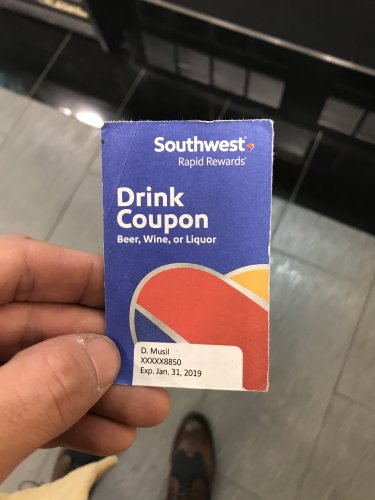 Southwest
Rapid Rewards®
Drink
Coupon
Beer, Wine, or Liquor
D. Musil
XXXXX8850
Exp. Jan. 31, 2019